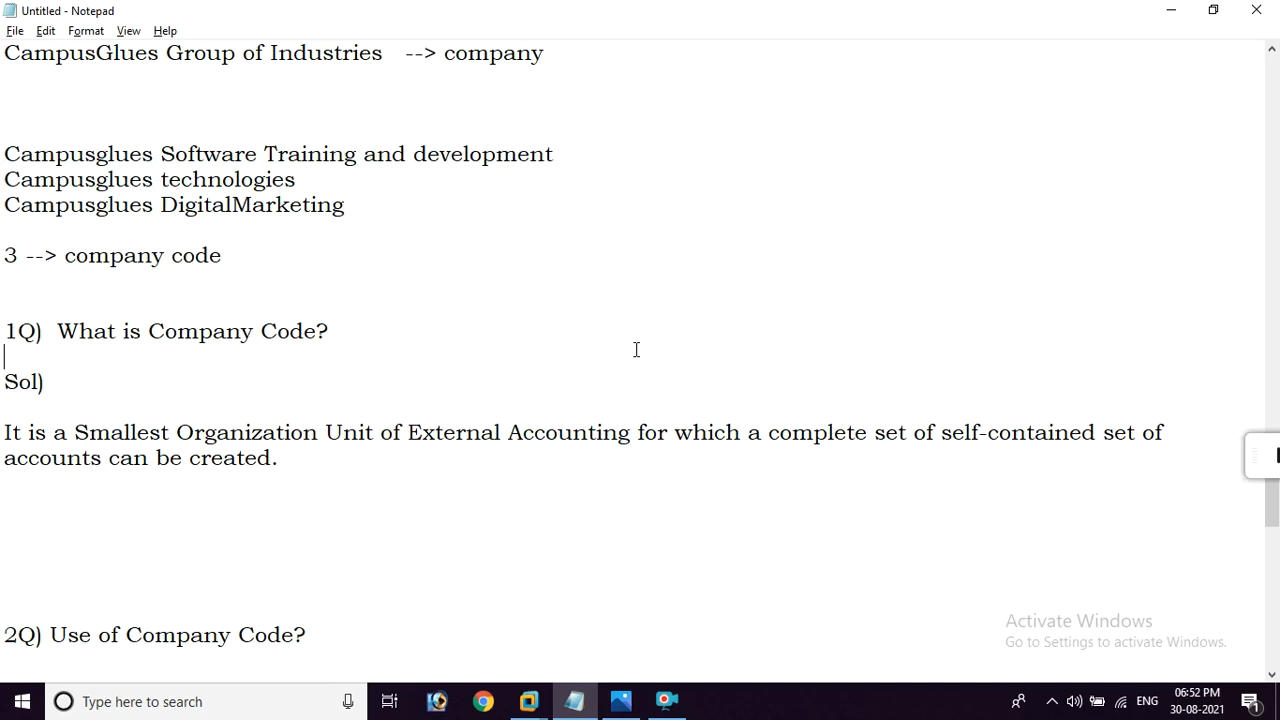 Untitled - Notepad
File Edit Format View Help
CampusGlues Group of Industries --> company
Campusglues Software Training and development
Campusglues technologies
Campusglues DigitalMarketing
3 --> company code
1Q) What is Company Code?
Sol)
It is a Smallest Organization Unit of External Accounting for which a complete set of self-contained set of
accounts can be created.
2Q) Use of Company Code?
Activate Windows
Go to Settings to activate Windows.
Type here to search
ENG
06:52 PM
30-08-2021
1